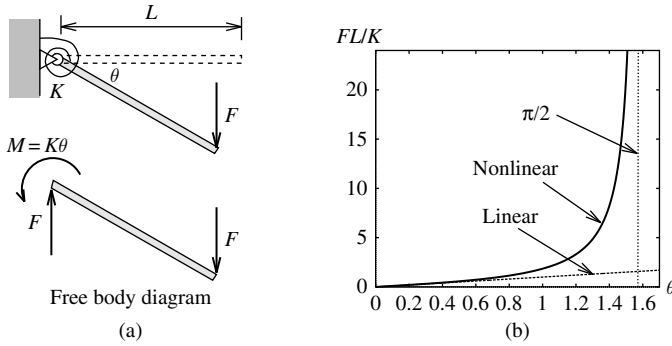 L
θ
K
F
M = Kθ
F
F
Free body diagram
(a)
FL/K
20
15
10
5
0
π/2
Nonlinear
Linear
0 0.2 0.4 0.6 0.8 1 1.2 1.4 1.6
θ
(b)